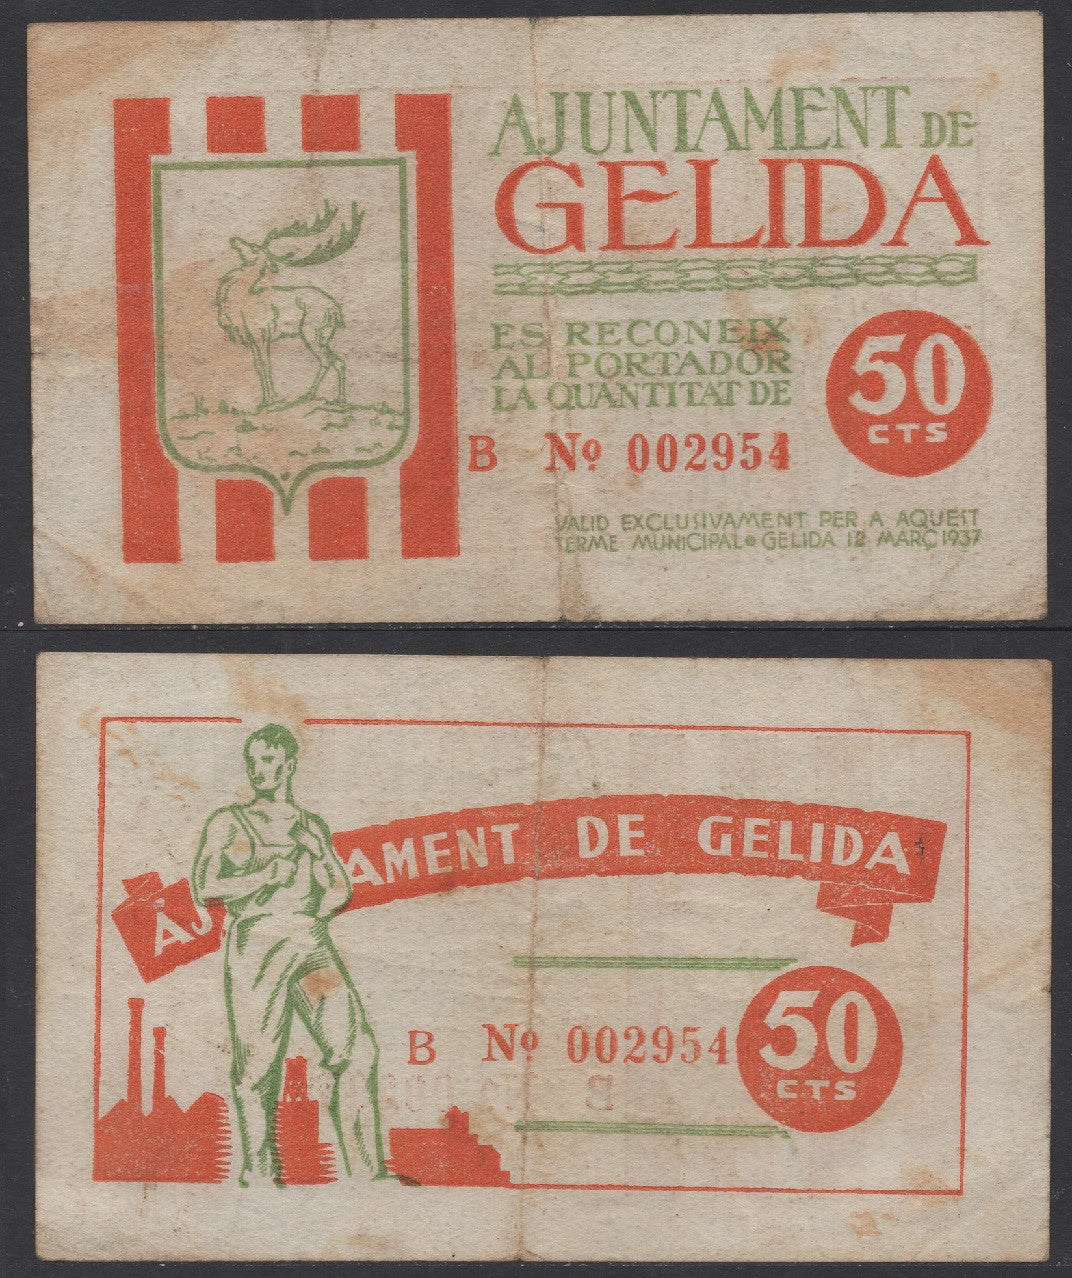 AJUNTAMENT DE
GELIDA
ES RECONEIX
AL PORTADOR
LA QUANTITAT DE
50
CTS
B Nº 002954
VALID EXCLUSIVAMENT PER A AQUEST
TERME MUNICIPAL • GELIDA 12 MARÇ 1937
AJ AMENT DE GELIDA
B Nº 002954
50
CTS
B